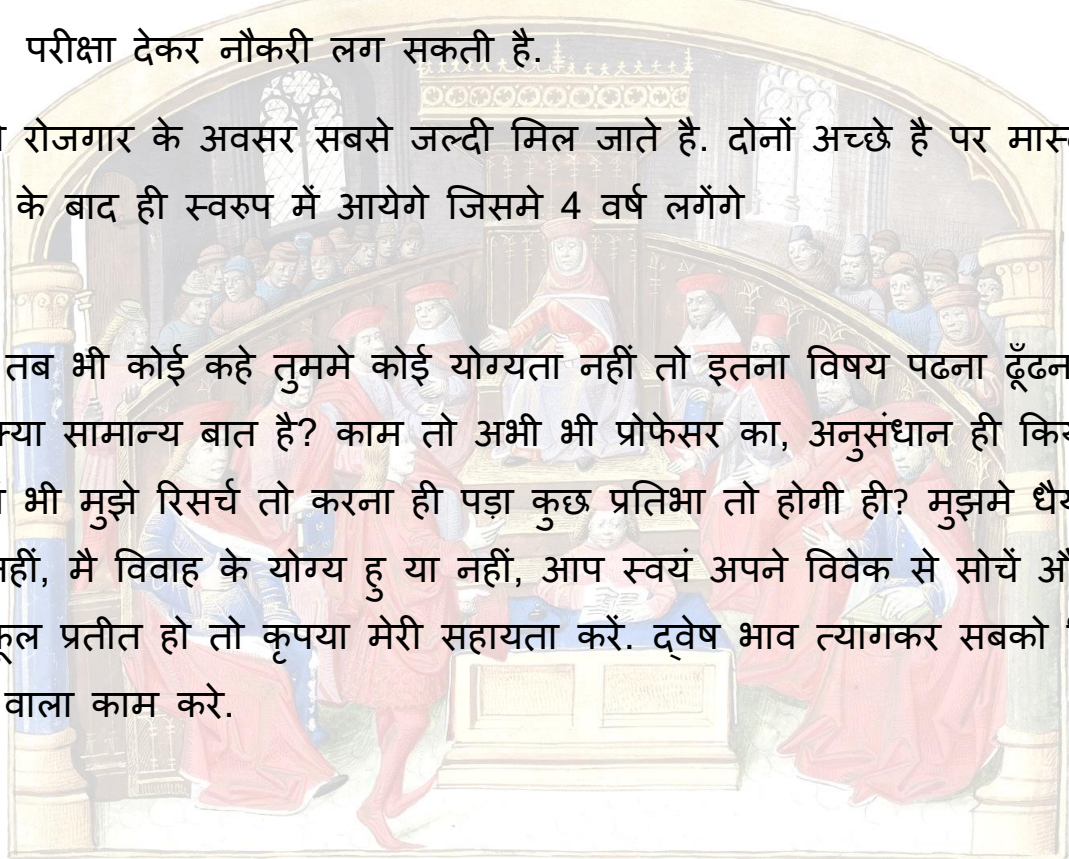 परीक्षा देकर नौकरी लग सकती है.
रोजगार के अवसर सबसे जल्दी मिल जाते है. दोनों अच्छे है पर
के बाद ही स्वरुप में आयेगे जिसमे 4 वर्ष लगेंगे
तब भी कोई कहे तुममे कोई योग्यता नहीं तो इतना विषय पढना
क्या सामान्य बात है? काम तो अभी भी प्रोफेसर का, अनुसंधान ही
भी मुझे रिसर्च तो करना ही पड़ा कुछ प्रतिभा तो होगी ही? मुझमे
नहीं, मै विवाह के योग्य हु या नहीं, आप स्वयं अपने विवेक से सोचें
प्रतीत हो तो कृपया मेरी सहायता करें. द्वेष भाव त्यागकर सबको
वाला काम करे.